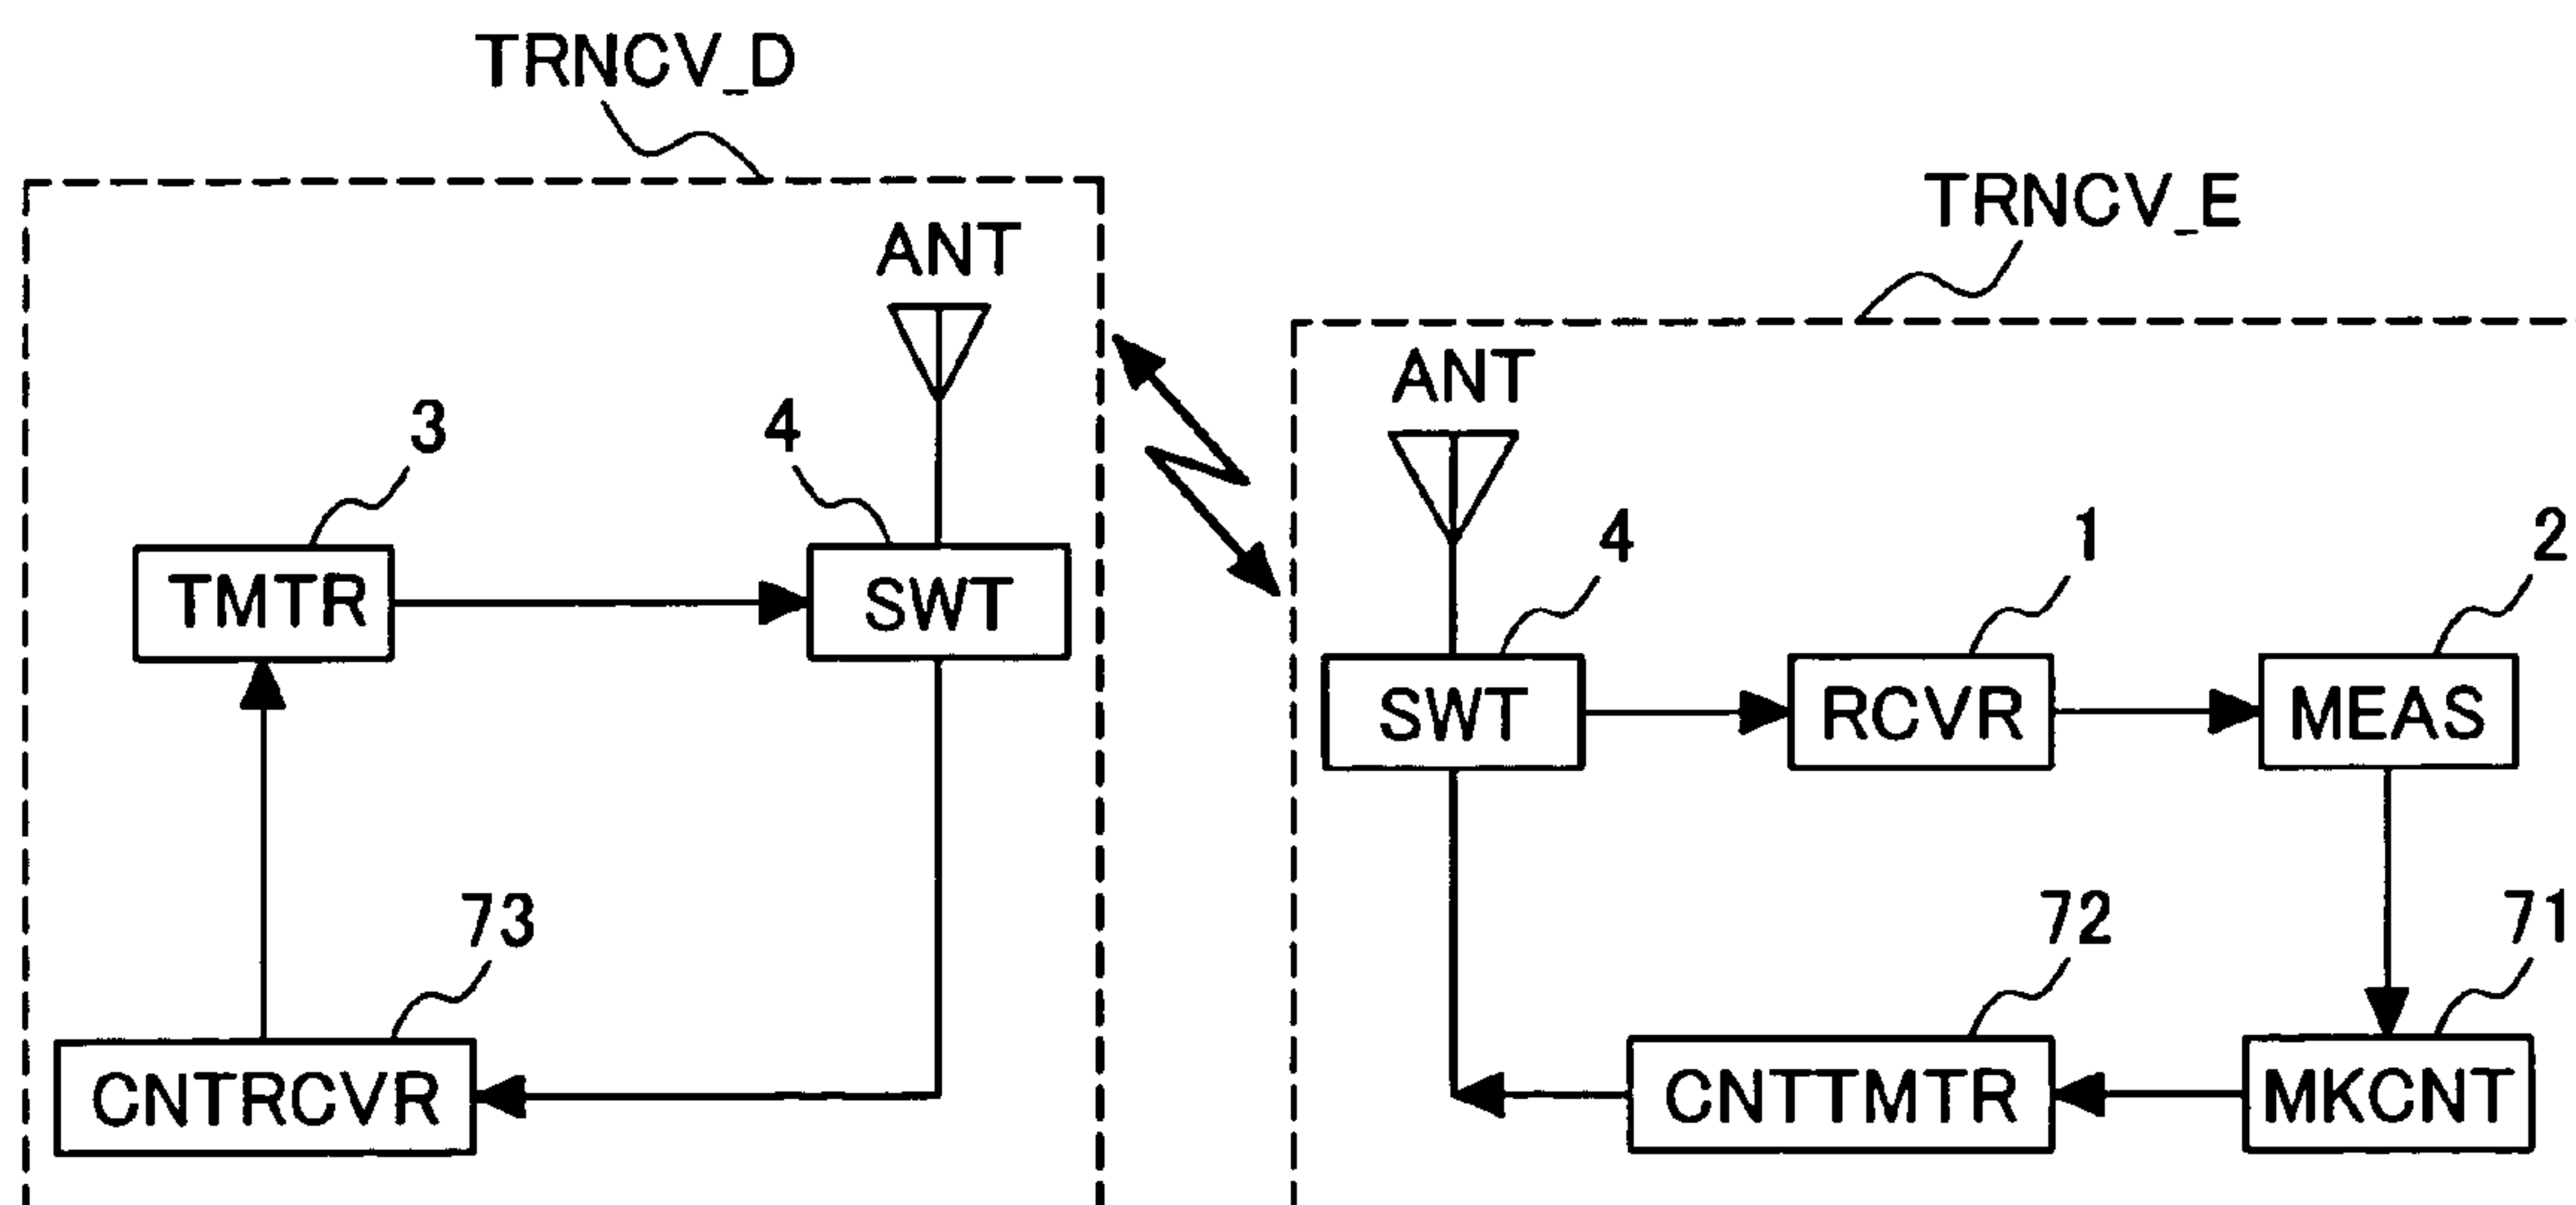 TRNCV_D
TRNCV_E
ANT
ANT
3
4
4
1
2
TMTR
SWT
SWT
RCVR
MEAS
73
72
71
CNTRCVR
CNTTMTR
MKCNT